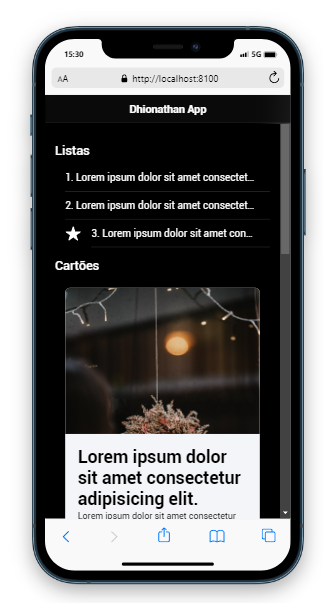 15:30
5G
AA
http://localhost:8100
Dhionathan App
Listas
1. Lorem ipsum dolor sit amet consectet...
2. Lorem ipsum dolor sit amet consectet...
3. Lorem ipsum dolor sit amet con...
Cartões
Lorem ipsum dolor
sit amet consectetur
adipisicing elit.
Lorem ipsum dolor sit amet consectetur